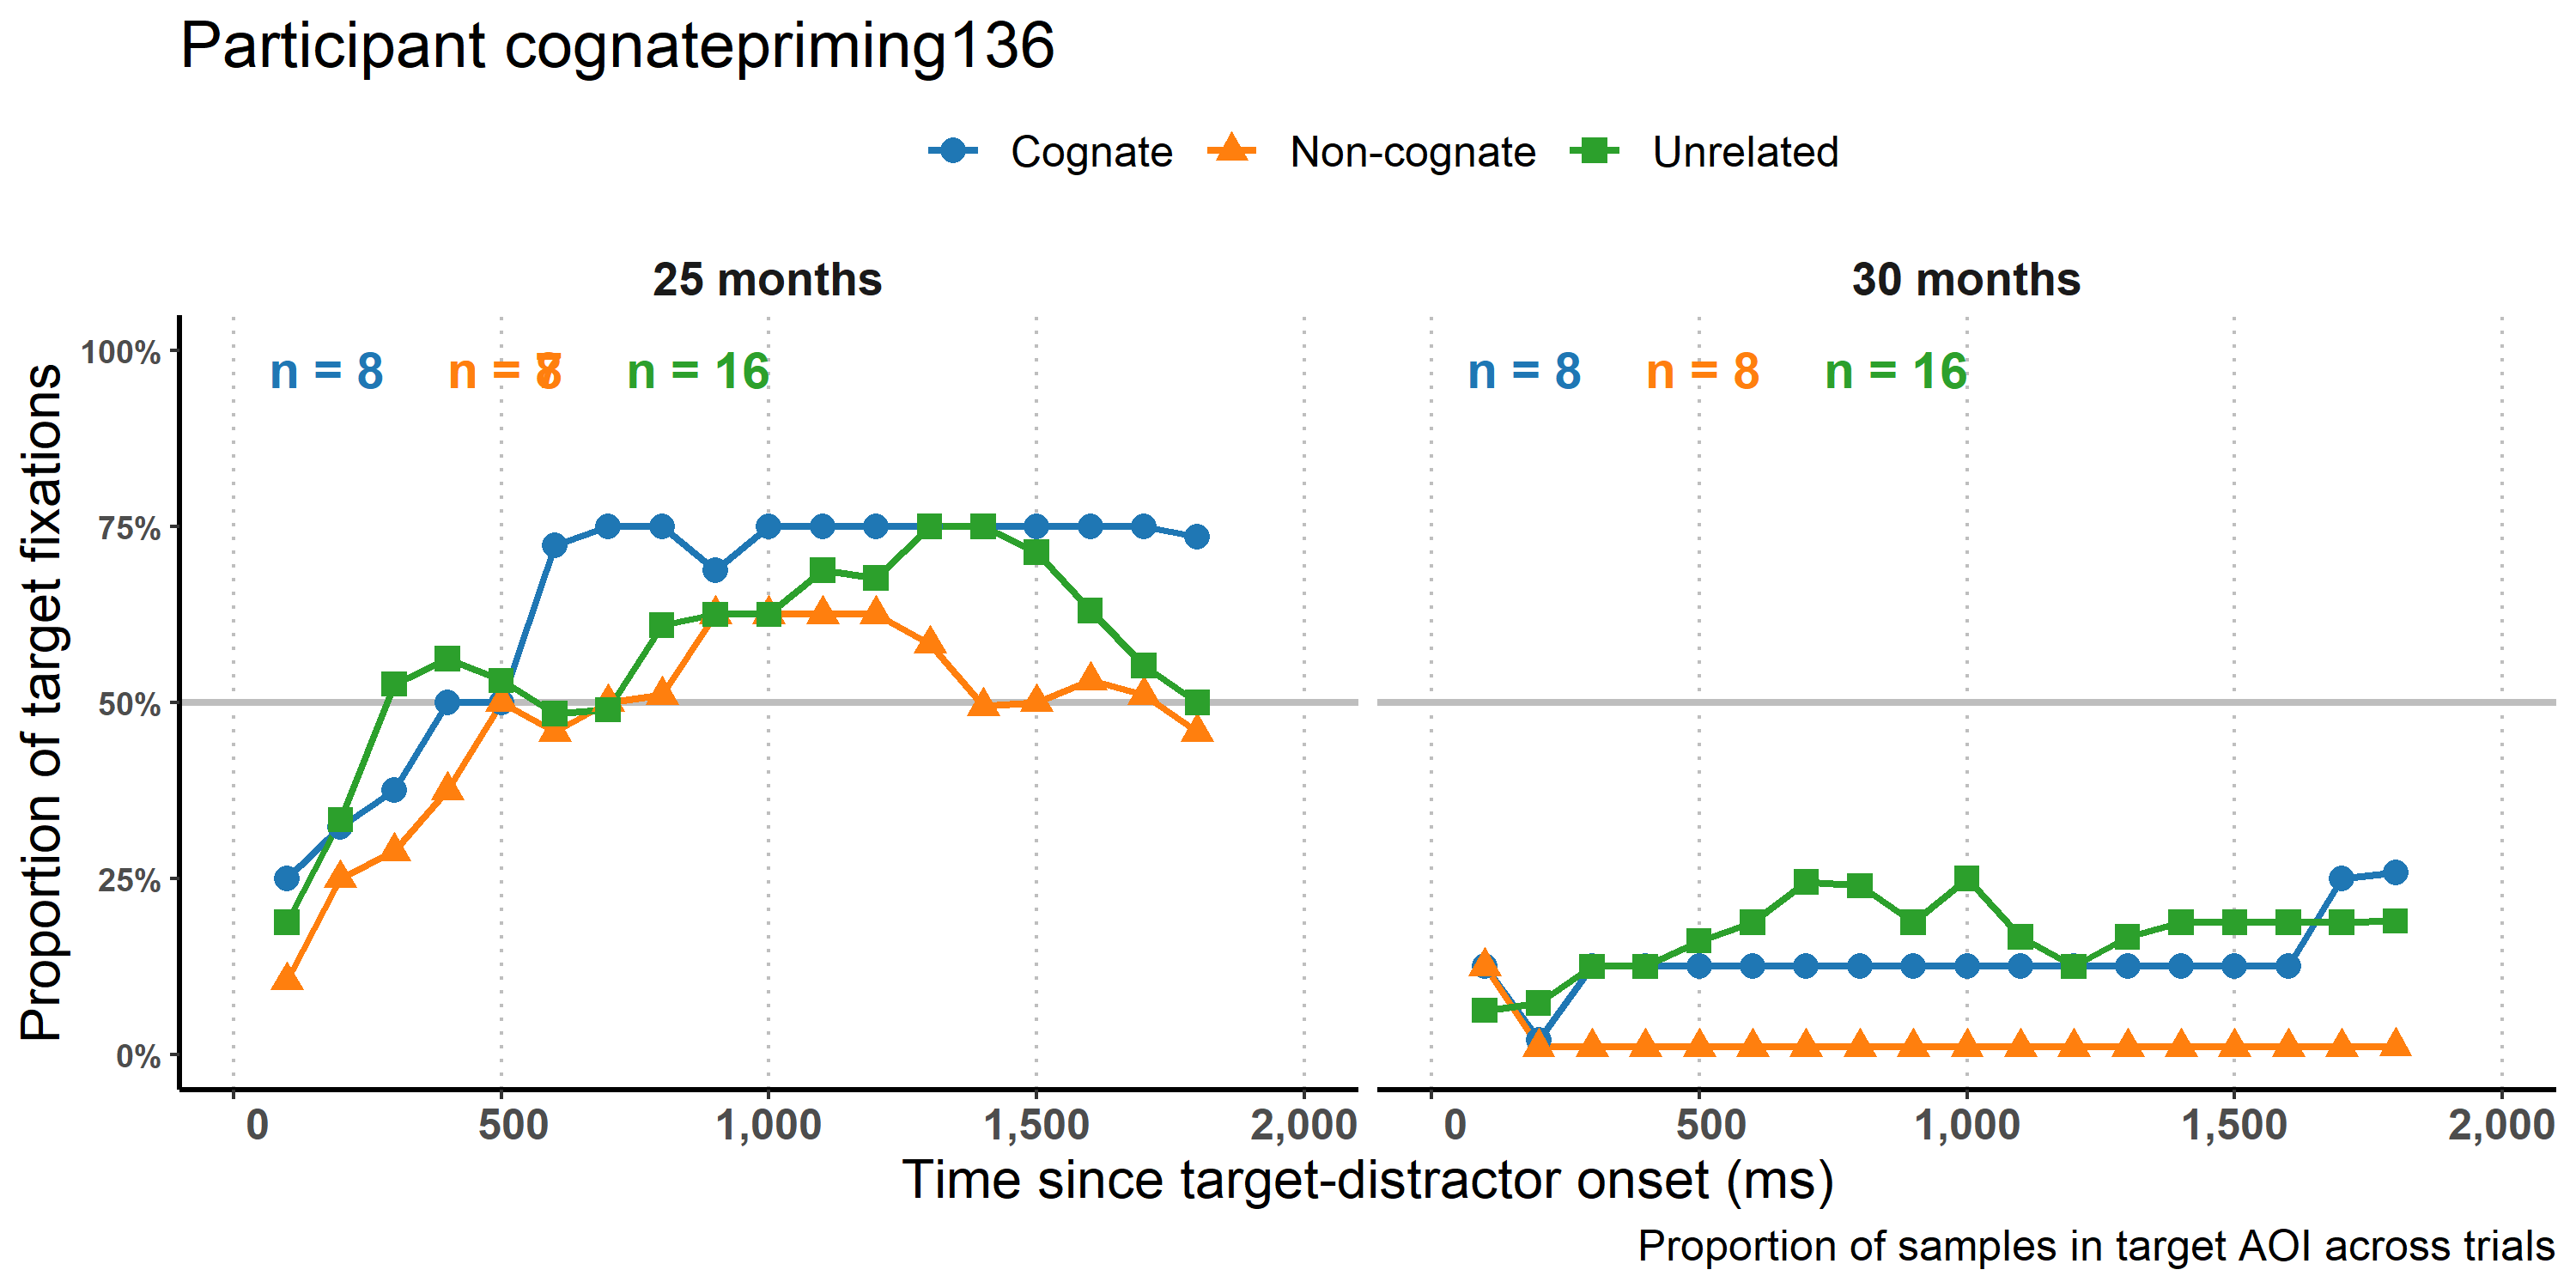 Participant cognatepriming136
Cognate Non-cognate Unrelated
25 months 30 months
n = 8 n = n = 16 n = 8 n = 8 n = 16
100%
75%
50%
25%
0%
Proportion of target fixations
0 500 1,000 1,500 2,000 0 500 1,000 1,500 2,000
Time since target-distractor onset (ms)
Proportion of samples in target AOI across trials